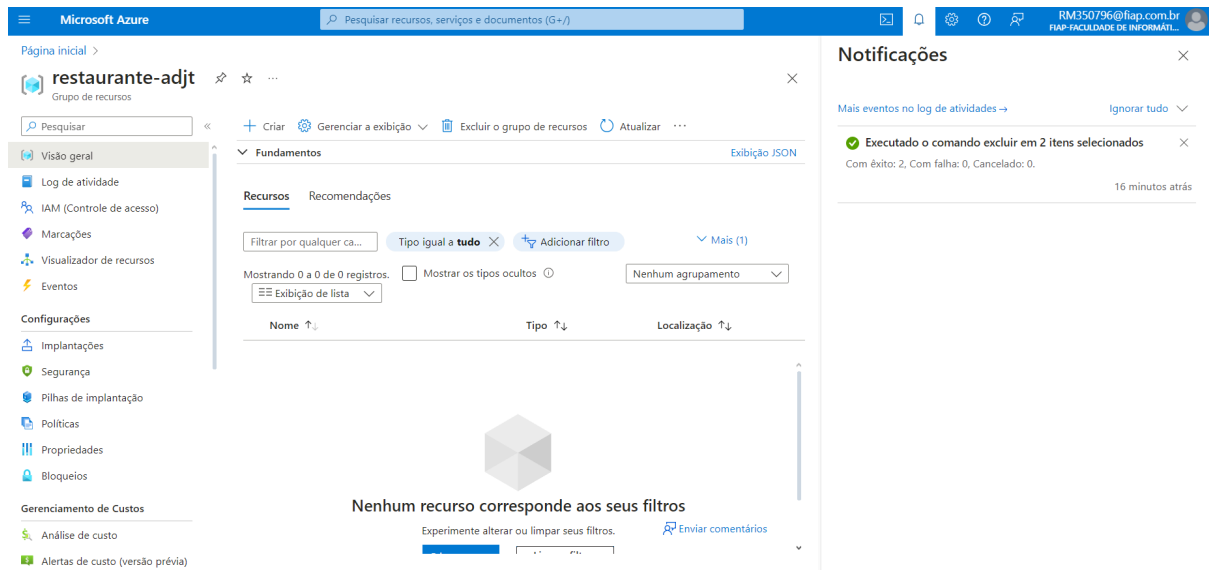 Microsoft Azure
Pesquisar recursos, serviços e documentos (G+/)
RM350796@fiap.com.br
FIAP-FACULDADE DE INFORMÁTI...
Página inicial >
restaurante-adjt
Grupo de recursos
Pesquisar
Visão geral
Log de atividade
IAM (Controle de acesso)
Marcações
Visualizador de recursos
Eventos
Configurações
Implantações
Segurança
Pilhas de implantação
Políticas
Propriedades
Bloqueios
Gerenciamento de Custos
Análise de custo
Alertas de custo (versão prévia)
Criar Gerenciar a exibição Excluir o grupo de recursos Atualizar ...
Fundamentos Exibição JSON
Recursos Recomendações
Filtrar por qualquer ca... Tipo igual a tudo Adicionar filtro Mais (1)
Mostrando 0 a 0 de 0 registros. Mostrar os tipos ocultos Nenhum agrupamento
Exibição de lista
Nome Tipo Localização
Nenhum recurso corresponde aos seus filtros
Experimente alterar ou limpar seus filtros.
Enviar comentários
Notificações
Mais eventos no log de atividades → Ignorar tudo
Executado o comando excluir em 2 itens selecionados
Com êxito: 2, Com falha: 0, Cancelado: 0.
16 minutos atrás